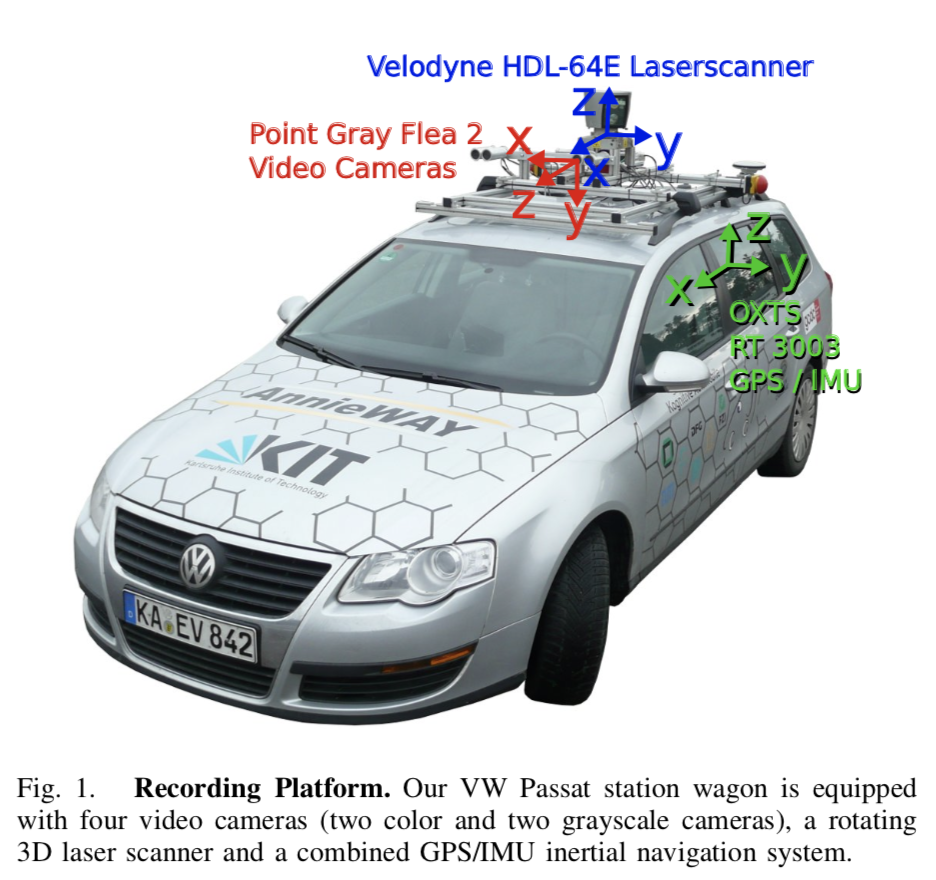 Velodyne HDL-64E Laserscanner
z
Point Gray Flea 2
x
y
Video Cameras
x
z
y
z
y
x
OXTS
RT 3003
GPS / IMU
AnnieWAY
KIT
Karlsruhe Institute of Technology
KA EV 842
DFG
Fig. 1. Recording Platform. Our VW Passat station wagon is equipped
with four video cameras (two color and two grayscale cameras), a rotating
3D laser scanner and a combined GPS/IMU inertial navigation system.